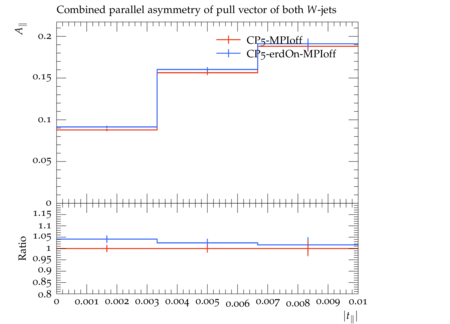 Combined parallel asymmetry of pull vector of both W-jets
A∥
CP5-MPIoff
CP5-erdOn-MPIoff
0.2
0.15
0.1
0.05
0
Ratio
1.15
1.1
1.05
1
0.95
0.9
0.85
0.8
0 0.001 0.002 0.003 0.004 0.005 0.006 0.007 0.008 0.009 0.01
|t∥|